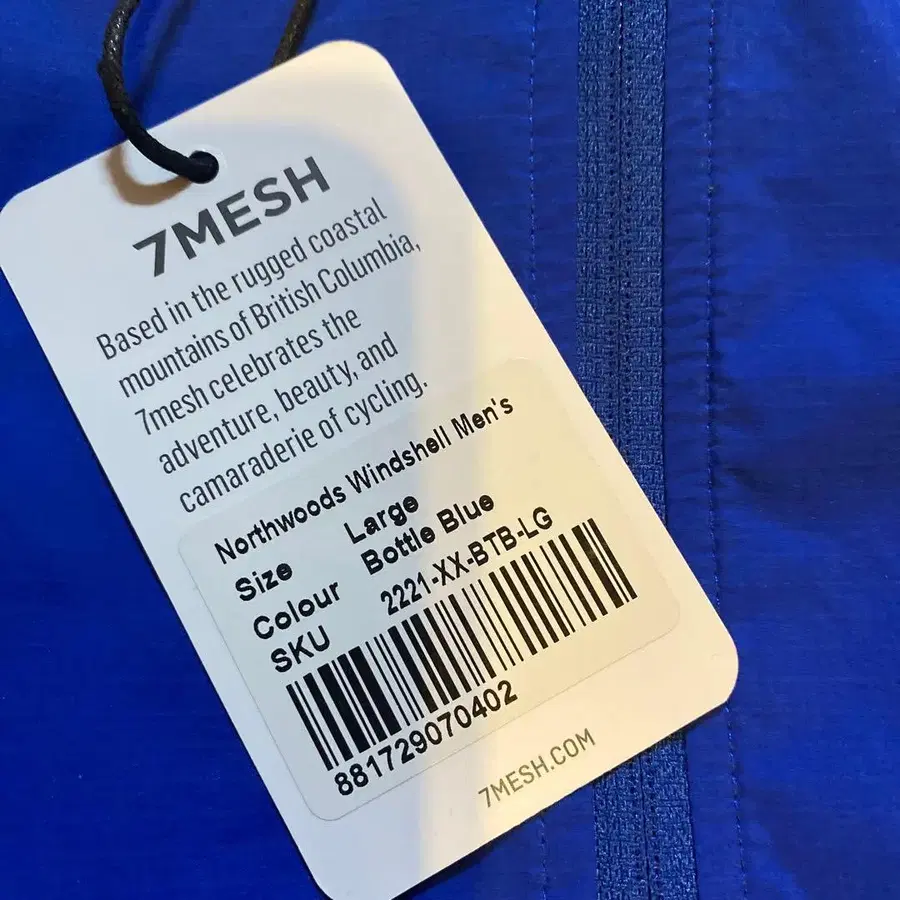 7MESH
Based in the rugged coastal
mountains of British Columbia,
7mesh celebrates the
adventure, beauty, and
camaraderie of cycling.
Northwoods Windshell Men's
Size Large
Colour Bottle Blue
SKU 2221-XX-BTB-LG
881729070402
7MESH.COM